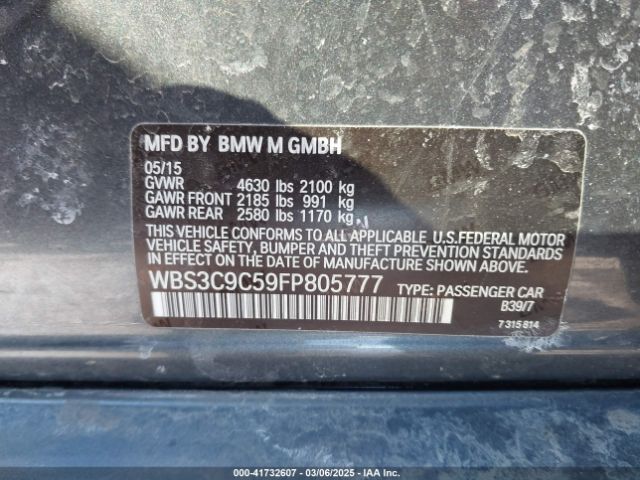 MFD BY BMW M GMBH
05/15
GVWR 4630 lbs 2100 kg
GAWR FRONT 2185 lbs 991 kg
GAWR REAR 2580 lbs 1170 kg
THIS VEHICLE CONFORMS TO ALL APPLICABLE U.S.FEDERAL MOTOR
VEHICLE SAFETY, BUMPER AND THEFT PREVENTION STANDARDS
IN EFFECT ON THE DATE OF MANUFACTURE SHOWN ABOVE.
WBS3C9C59FP805777 TYPE: PASSENGER CAR
B39/7
7315814
000-41732607 - 03/06/2025 - IAA Inc.